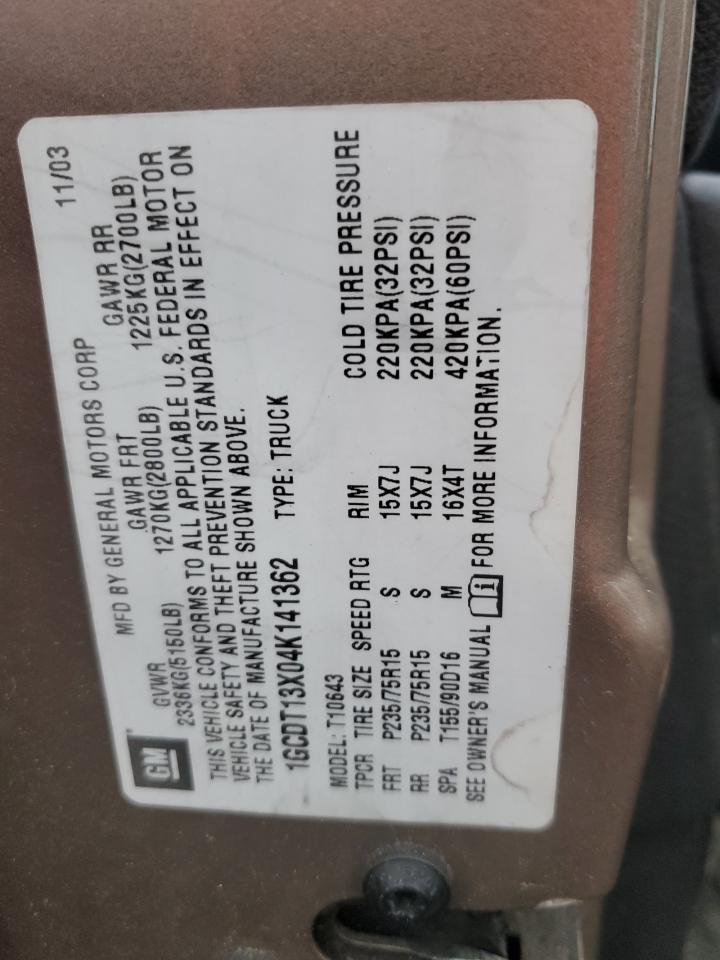 MFD BY GENERAL MOTORS CORP 11/03
GM
GVWR GAWR FRT GAWR RR
2336KG(5150LB) 1270KG(2800LB) 1225KG(2700LB)
THIS VEHICLE CONFORMS TO ALL APPLICABLE U.S. FEDERAL MOTOR
VEHICLE SAFETY AND THEFT PREVENTION STANDARDS IN EFFECT ON
THE DATE OF MANUFACTURE SHOWN ABOVE.
1GCDT13X04K141362 TYPE: TRUCK
MODEL: T10643
TPCR TIRE SIZE SPEED RTG RIM COLD TIRE PRESSURE
FRT P235/75R15 S 15X7J 220KPA(32PSI)
RR P235/75R15 S 15X7J 220KPA(32PSI)
SPA T155/90D16 M 16X4T 420KPA(60PSI)
SEE OWNER'S MANUAL i FOR MORE INFORMATION.